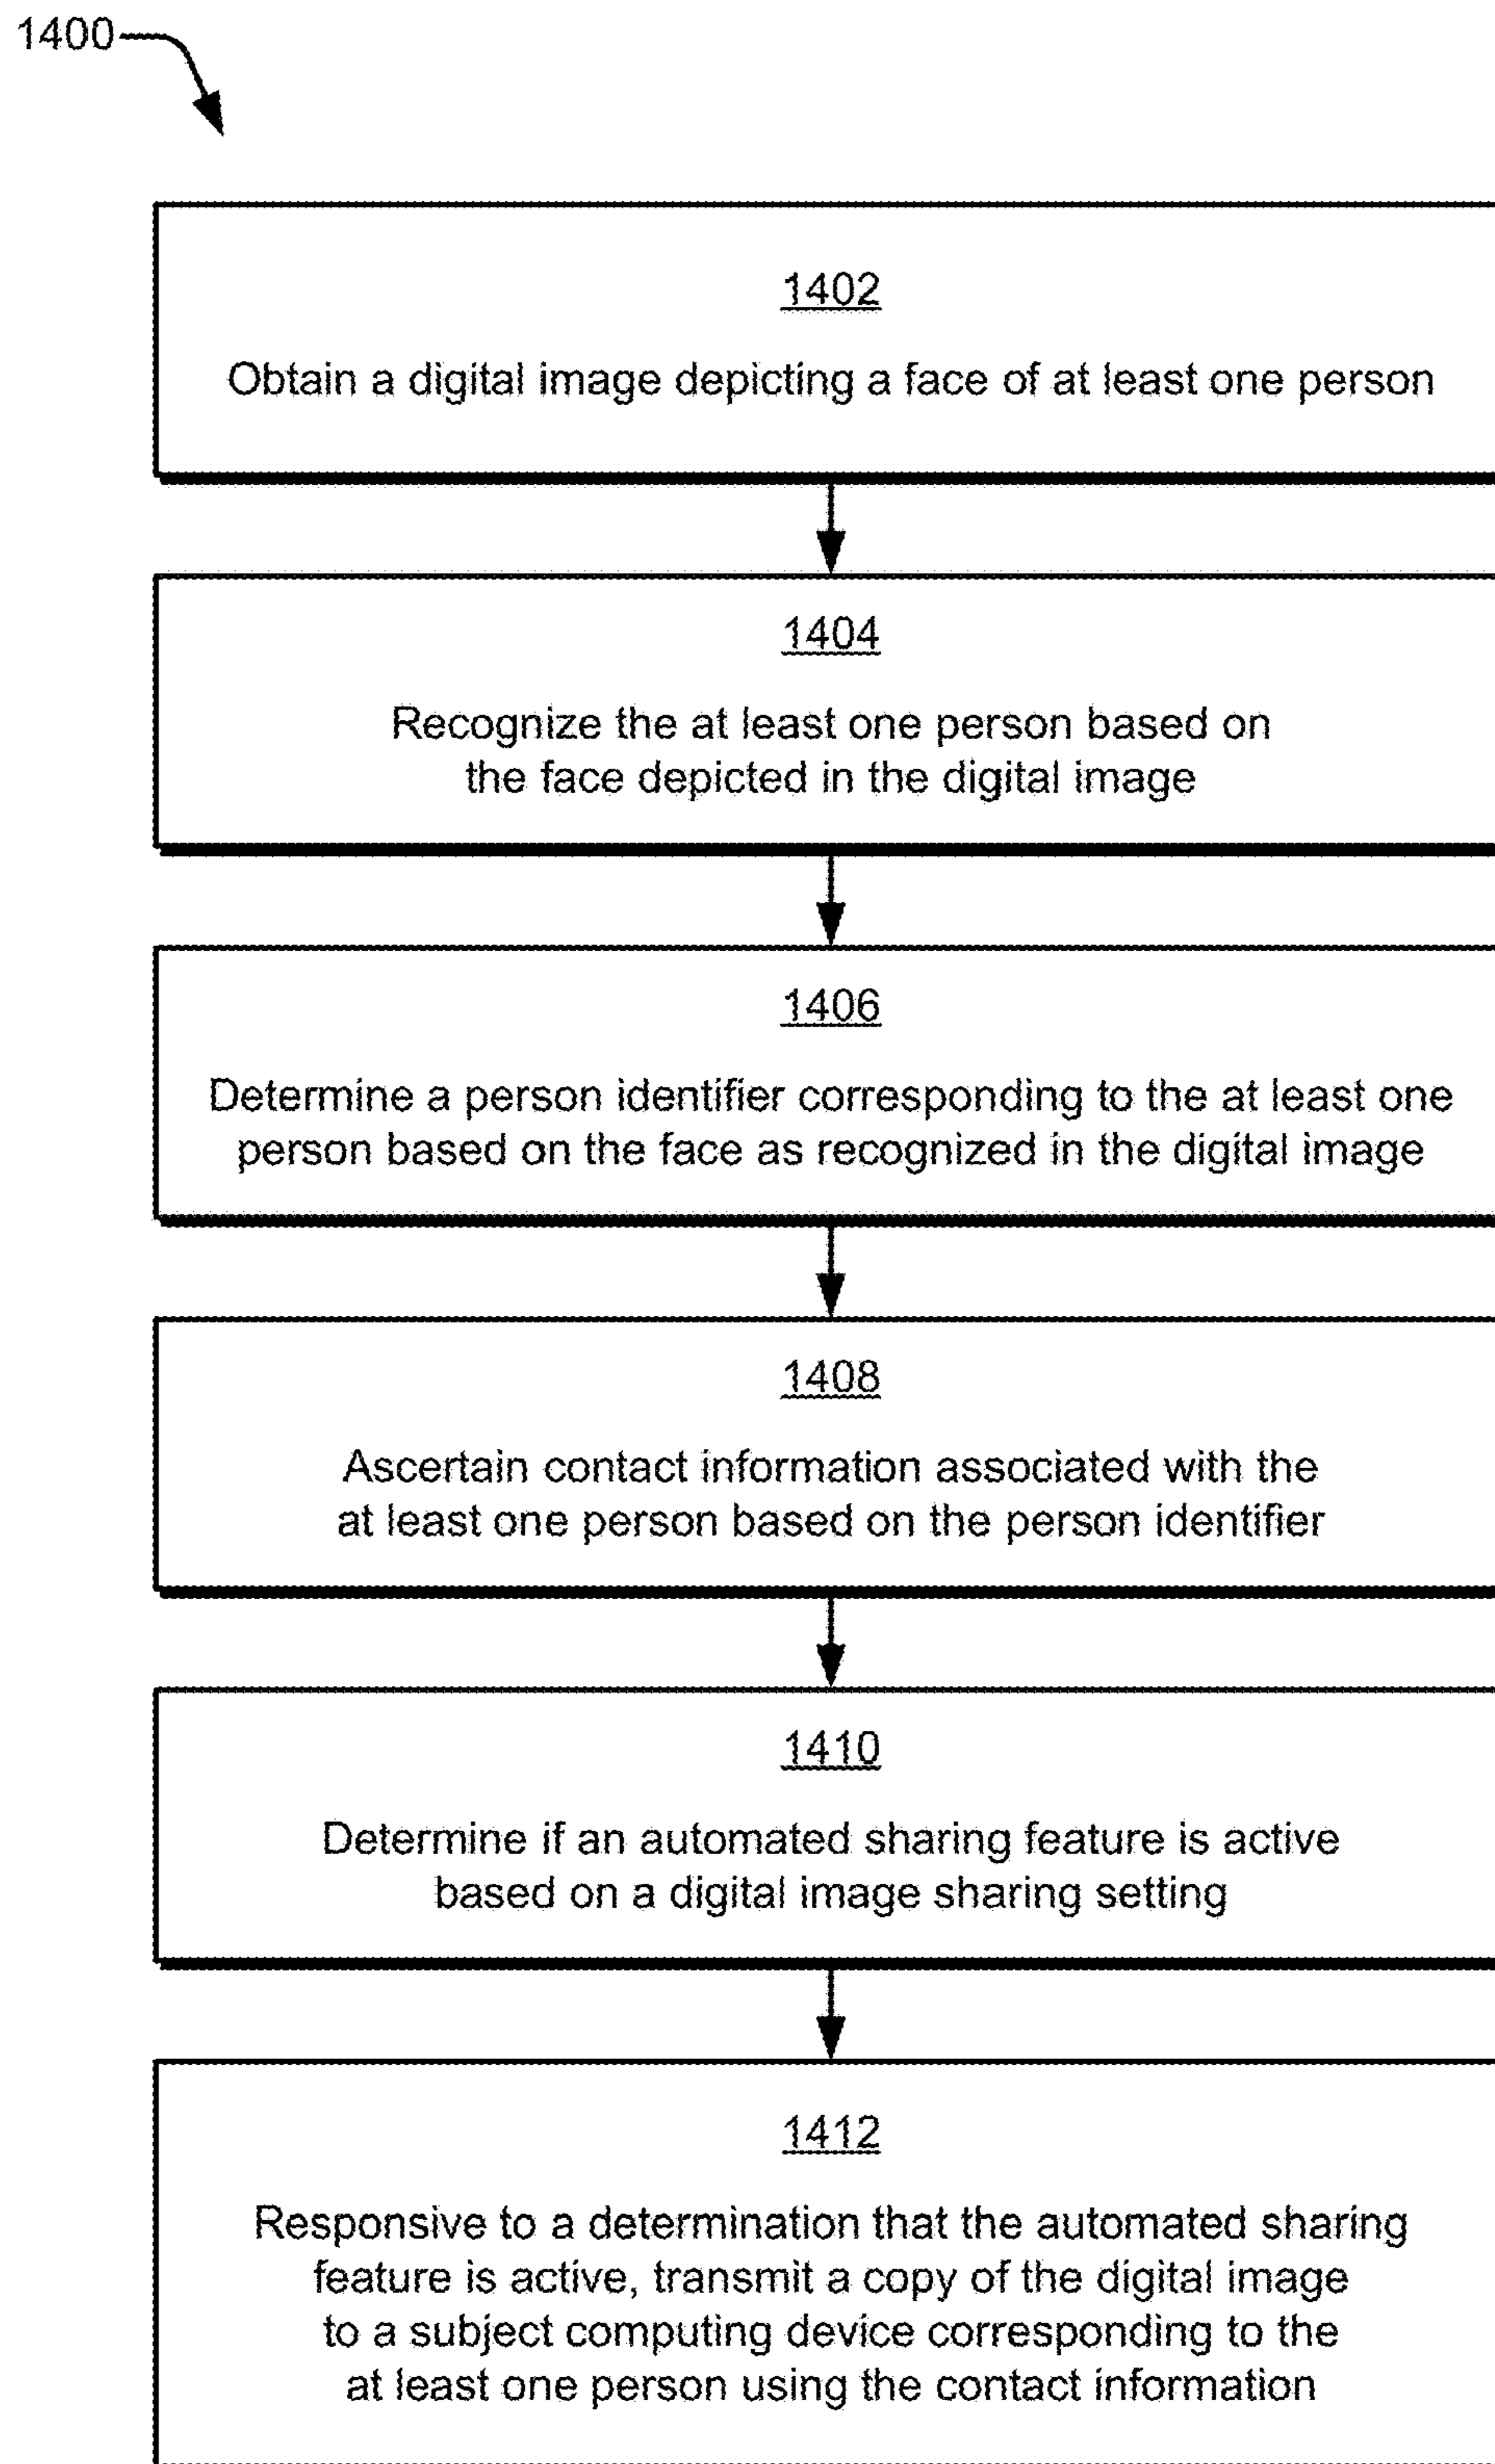 1400
1402
Obtain a digital image depicting a face of at least one person
1404
Recognize the at least one person based on
the face depicted in the digital image
1406
Determine a person identifier corresponding to the at least one
person based on the face as recognized in the digital image
1408
Ascertain contact information associated with the
at least one person based on the person identifier
1410
Determine if an automated sharing feature is active
based on a digital image sharing setting
1412
Responsive to a determination that the automated sharing
feature is active, transmit a copy of the digital image
to a subject computing device corresponding to the
at least one person using the contact information